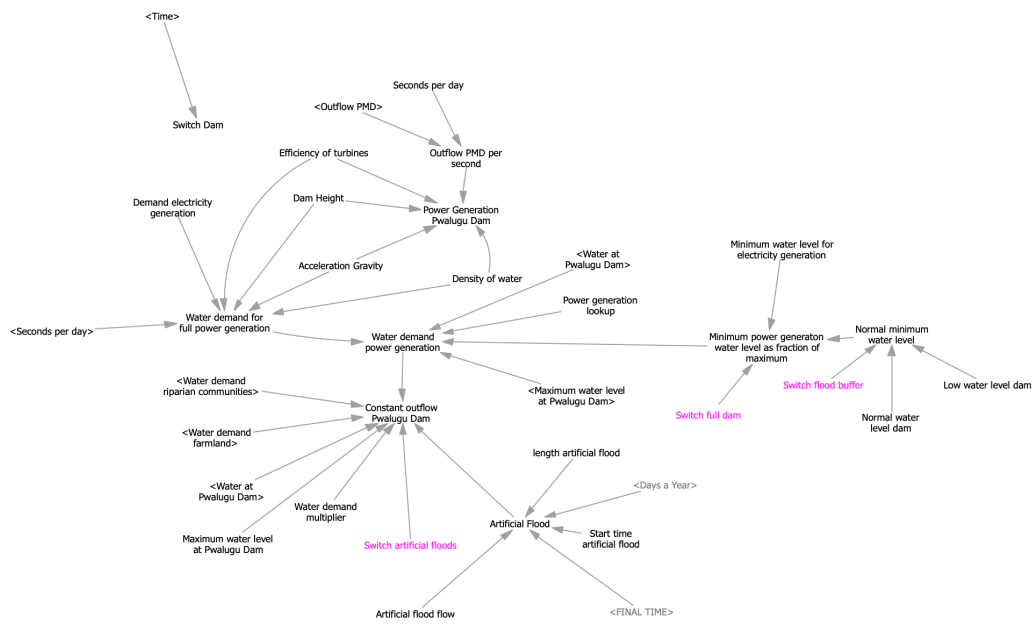 <Time>
Switch Dam
Seconds per day
<Outflow PMD>
Efficiency of turbines
Outflow PMD per
second
Demand electricity
generation
Dam Height
Power Generation
Pwalugu Dam
Acceleration Gravity
Density of water
<Water at
Pwalugu Dam>
Minimum water level for
electricity generation
Power generation
lookup
<Seconds per day>
Water demand for
full power generation
Water demand
power generation
Minimum power generaton
water level as fraction of
maximum
Normal minimum
water level
<Water demand
riparian communities>
Constant outflow
Pwalugu Dam
<Maximum water level
at Pwalugu Dam>
Switch flood buffer
Low water level dam
Switch full dam
Normal water
level dam
<Water demand
farmland>
<Water at
Pwalugu Dam>
Water demand
multiplier
Maximum water level
at Pwalugu Dam
Switch artificial floods
length artificial flood
<Days a Year>
Artificial Flood
Start time
artificial flood
Artificial flood flow
<FINAL TIME>